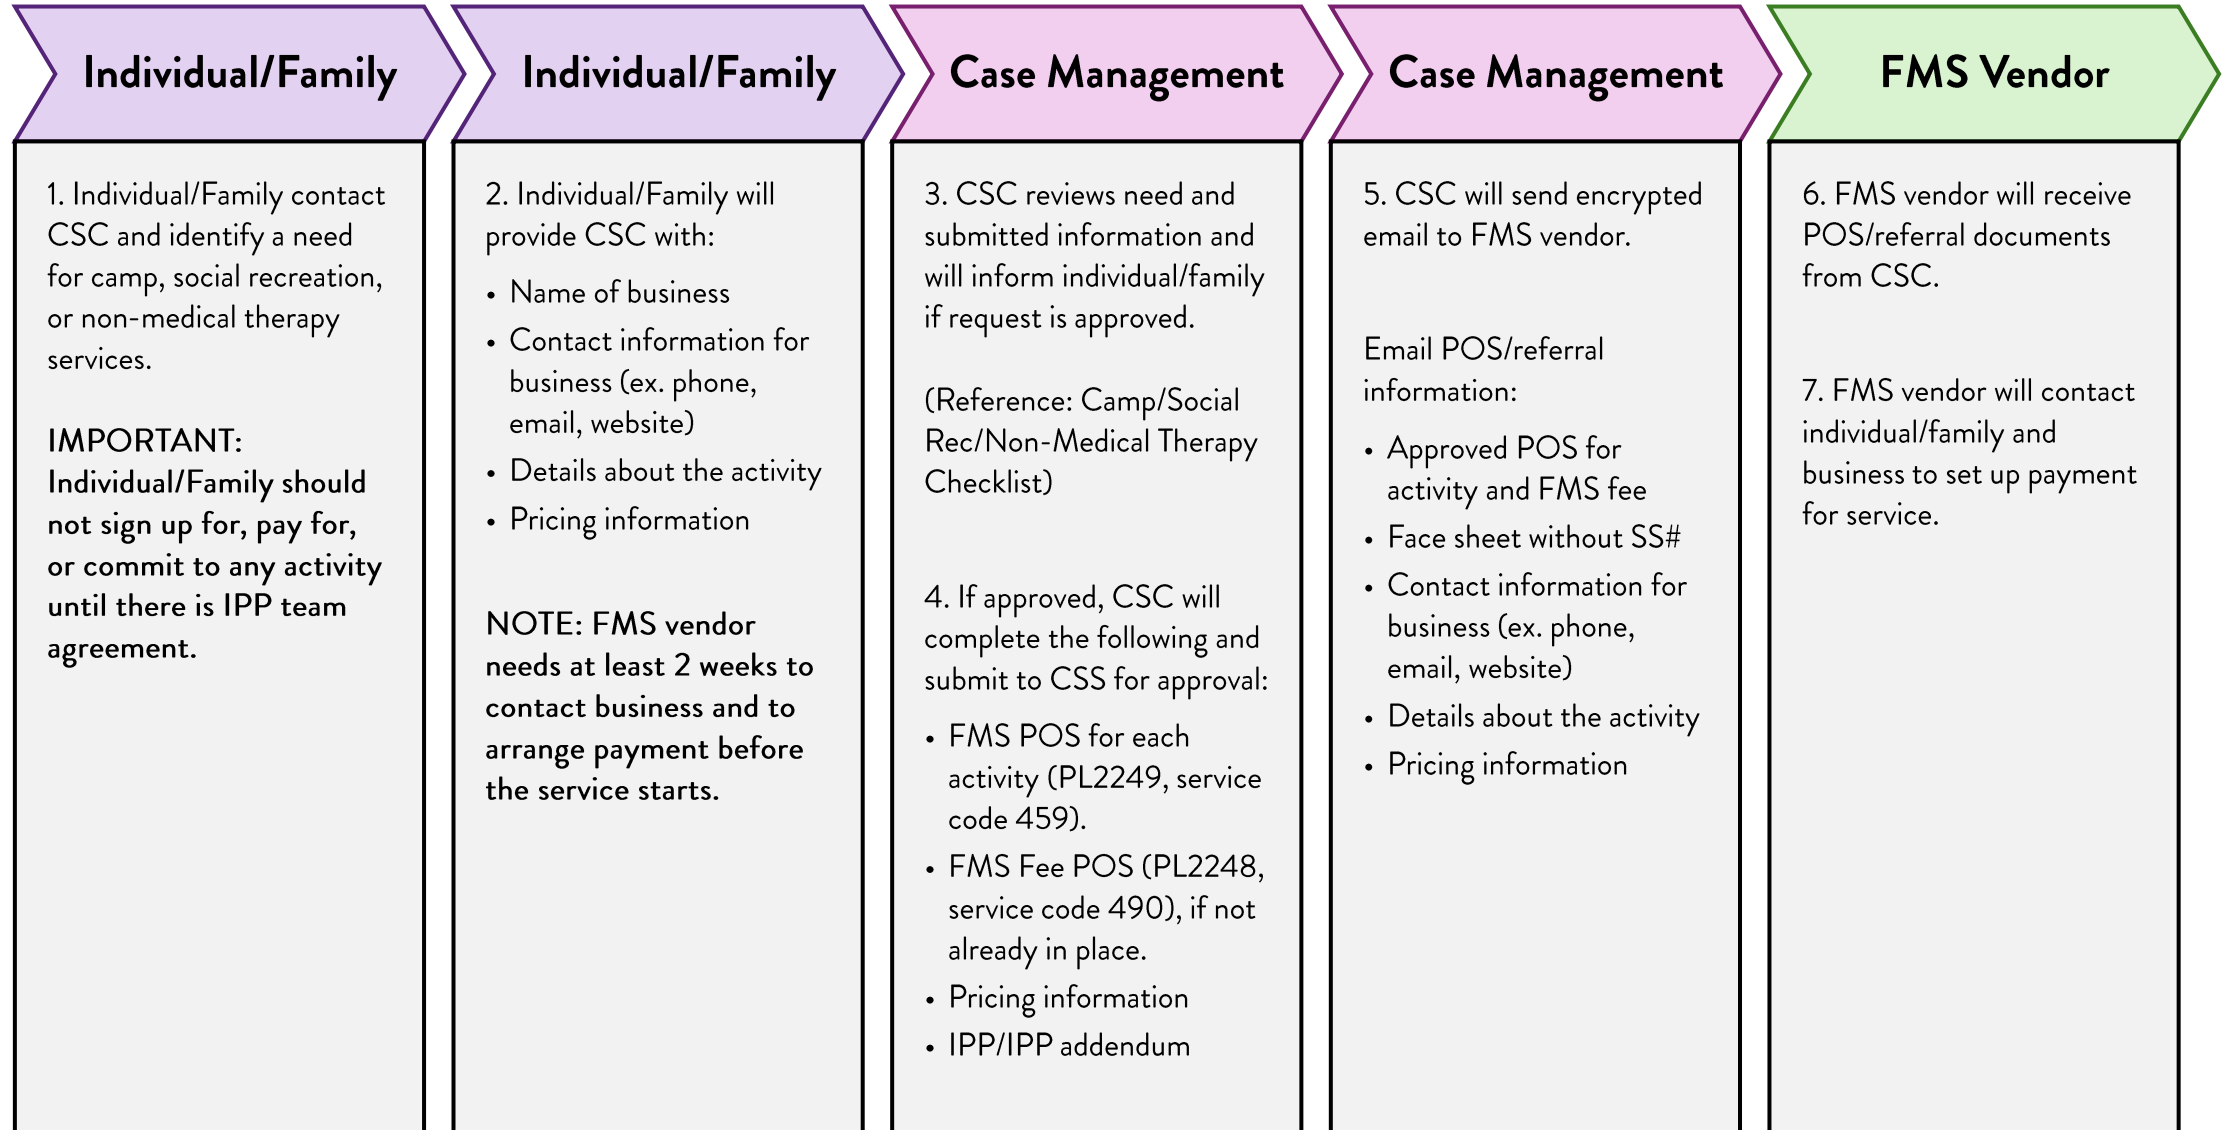 Individual/Family
1. Individual/Family contact
CSC and identify a need
for camp, social recreation,
or non-medical therapy
services.
IMPORTANT:
Individual/Family should
not sign up for, pay for,
or commit to any activity
until there is IPP team
agreement.
Individual/Family
2. Individual/Family will
provide CSC with:
• Name of business
• Contact information for
business (ex. phone,
email, website)
• Details about the activity
• Pricing information
NOTE: FMS vendor
needs at least 2 weeks to
contact business and to
arrange payment before
the service starts.
Case Management
3. CSC reviews need and
submitted information and
will inform individual/family
if request is approved.
(Reference: Camp/Social
Rec/Non-Medical Therapy
Checklist)
4. If approved, CSC will
complete the following and
submit to CSS for approval:
• FMS POS for each
activity (PL2249, service
code 459).
• FMS Fee POS (PL2248,
service code 490), if not
already in place.
• Pricing information
• IPP/IPP addendum
Case Management
5. CSC will send encrypted
email to FMS vendor.
Email POS/referral
information:
• Approved POS for
activity and FMS fee
• Face sheet without SS#
• Contact information for
business (ex. phone,
email, website)
• Details about the activity
• Pricing information
FMS Vendor
6. FMS vendor will receive
POS/referral documents
from CSC.
7. FMS vendor will contact
individual/family and
business to set up payment
for service.